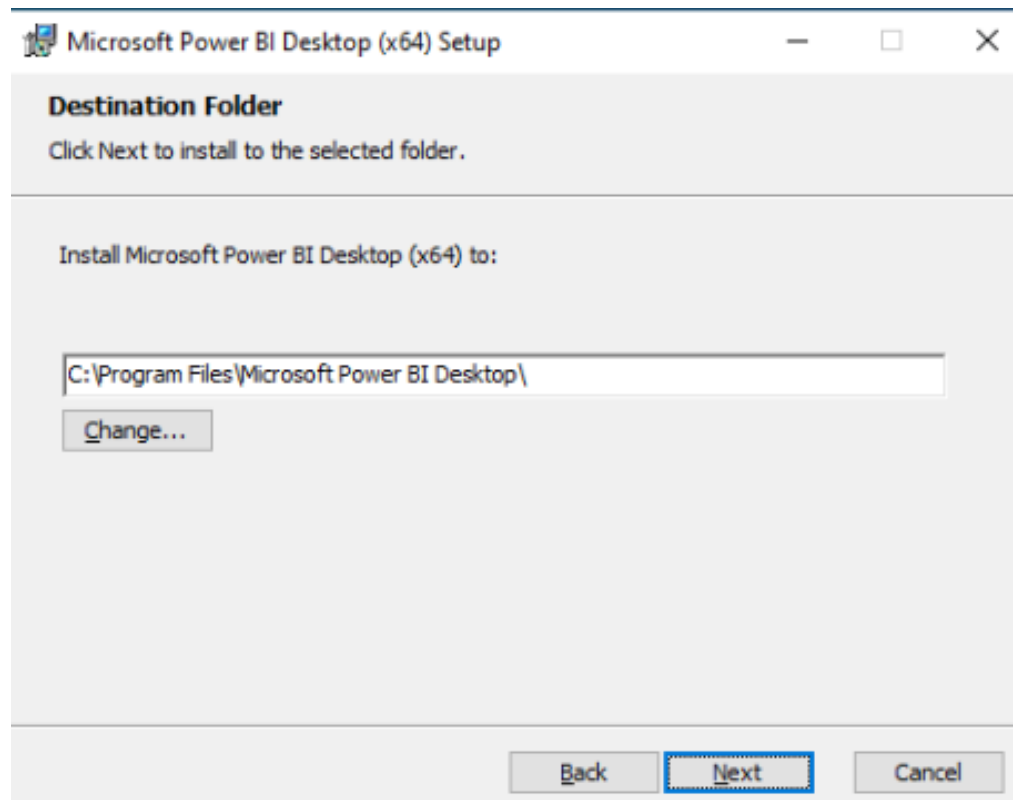 Microsoft Power BI Desktop (x64) Setup
Destination Folder
Click Next to install to the selected folder.
Install Microsoft Power BI Desktop (x64) to:
C:\Program Files\Microsoft Power BI Desktop\
Change...
Back Next Cancel